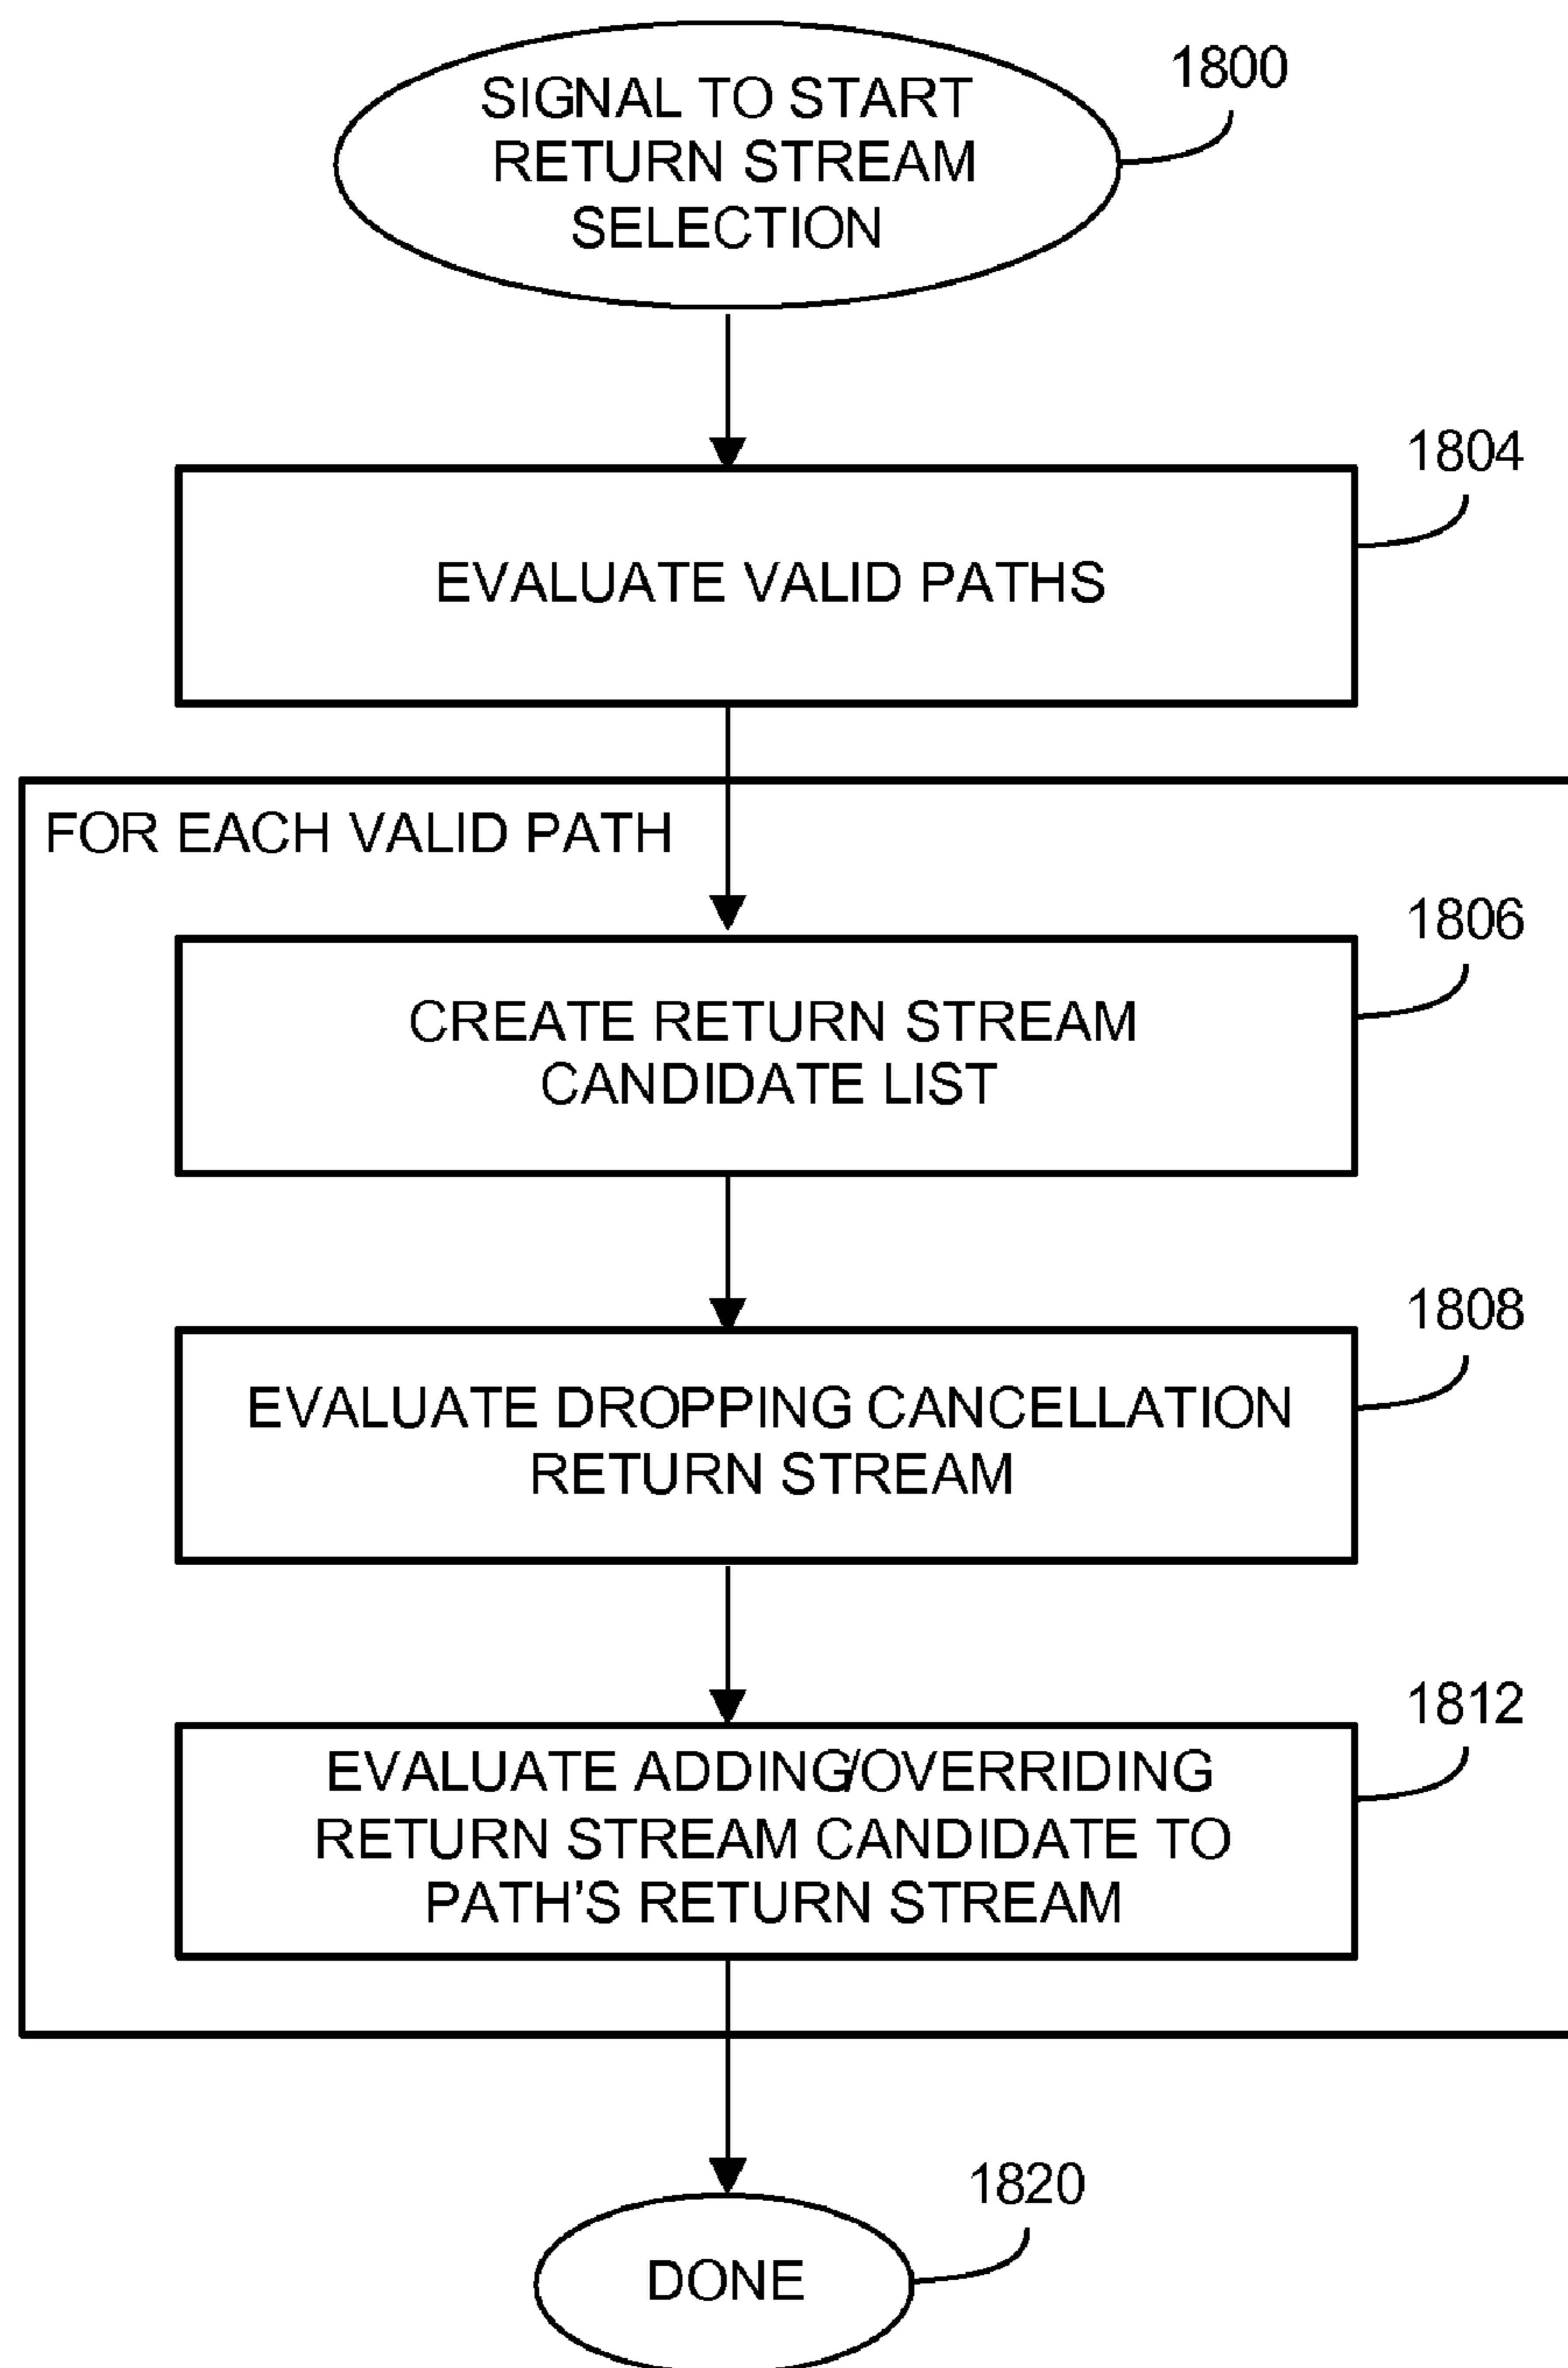 SIGNAL TO START
RETURN STREAM
SELECTION
1800
EVALUATE VALID PATHS
1804
FOR EACH VALID PATH
CREATE RETURN STREAM
CANDIDATE LIST
1806
EVALUATE DROPPING CANCELLATION
RETURN STREAM
1808
EVALUATE ADDING/OVERRIDING
RETURN STREAM CANDIDATE TO
PATH'S RETURN STREAM
1812
DONE
1820